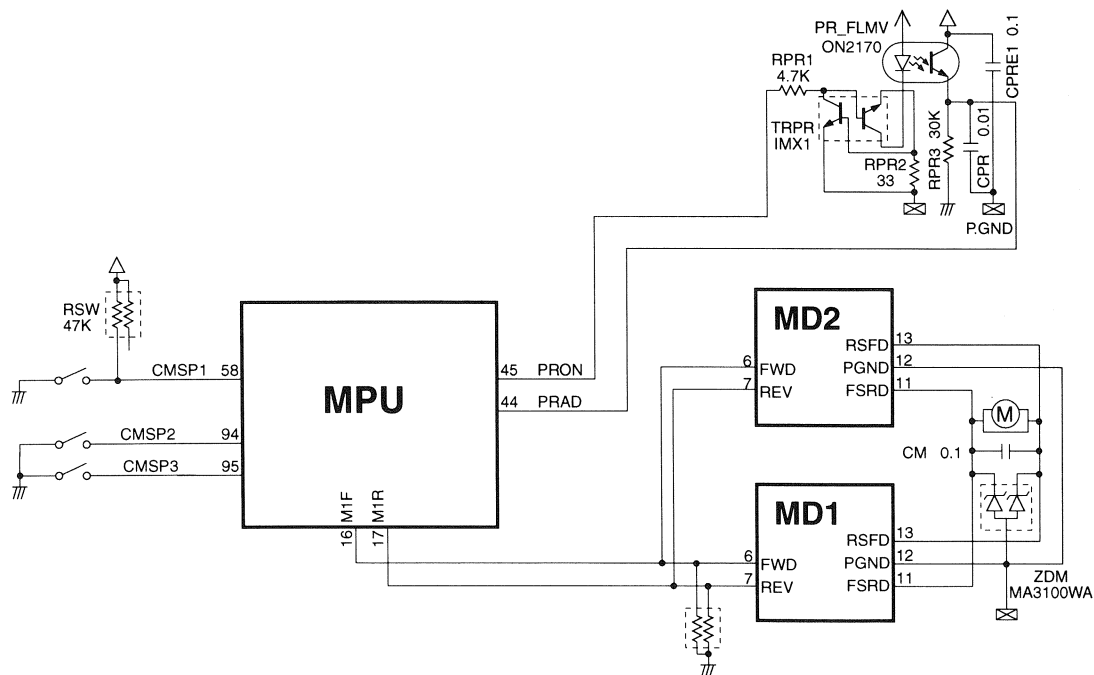 PR_FLMV
ON2170
CPRE1 0.1
RPR1
4.7K
TRPR
IMX1
RPR2
33
RPR3 30K
CPR 0.01
P.GND
RSW
47K
CMSP1 58
CMSP2 94
CMSP3 95
MPU
45 PRON
44 PRAD
16 M1F
17 M1R
MD2
6 FWD
7 REV
RSFD 13
PGND 12
FSRD 11
M
CM 0.1
MD1
6 FWD
7 REV
RSFD 13
PGND 12
FSRD 11
ZDM
MA3100WA